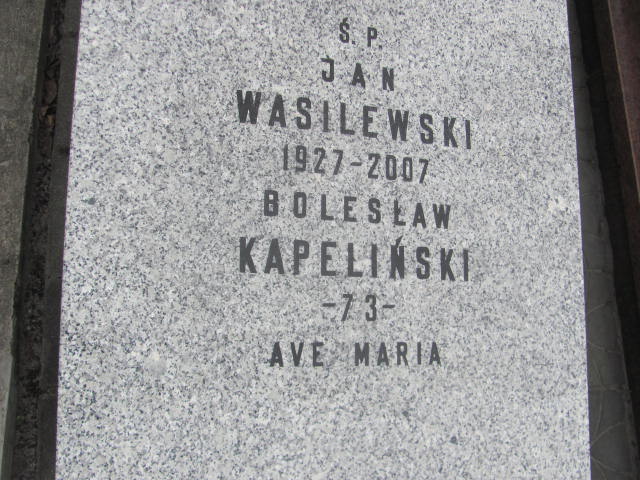 Ś. P.
JAN
WASILEWSKI
1927-2007
BOLESŁAW
KAPELIŃSKI
-73-
AVE MARIA